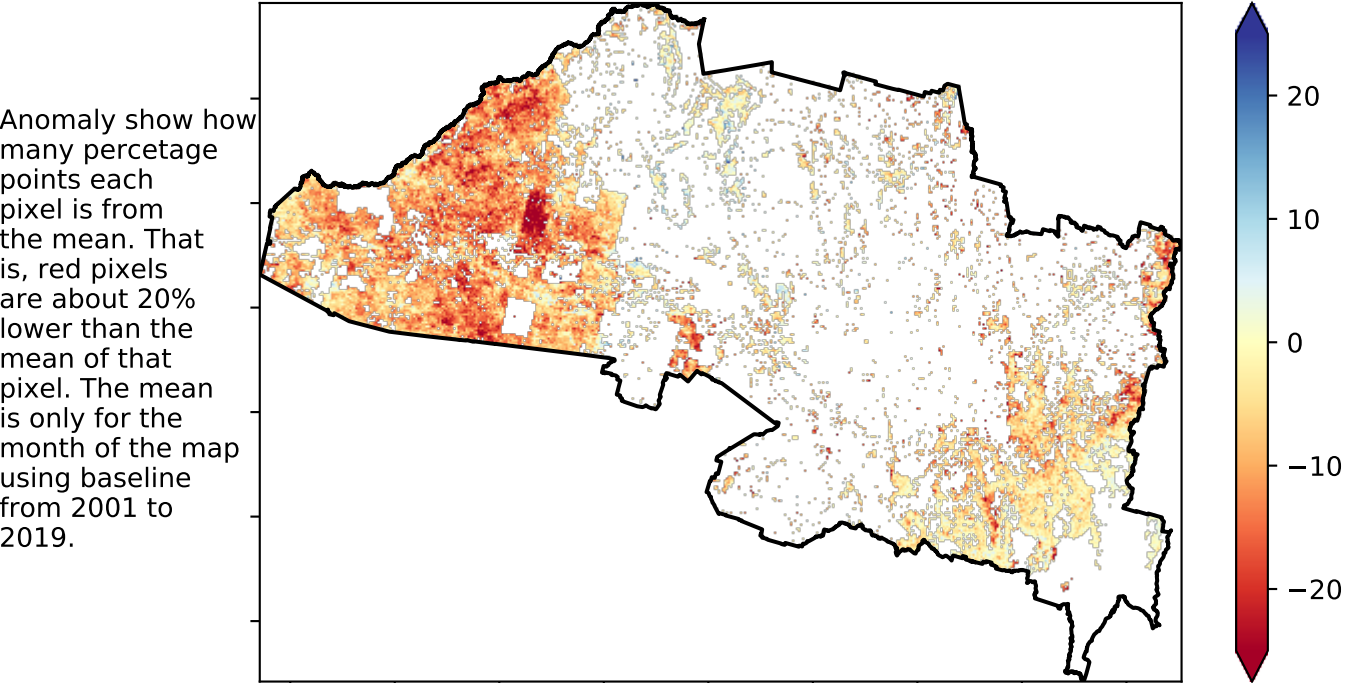 Anomaly show how
many percetage
points each
pixel is from
the mean. That
is, red pixels
are about 20%
lower than the
mean of that
pixel. The mean
is only for the
month of the map
using baseline
from 2001 to
2019.
20
10
0
−10
−20